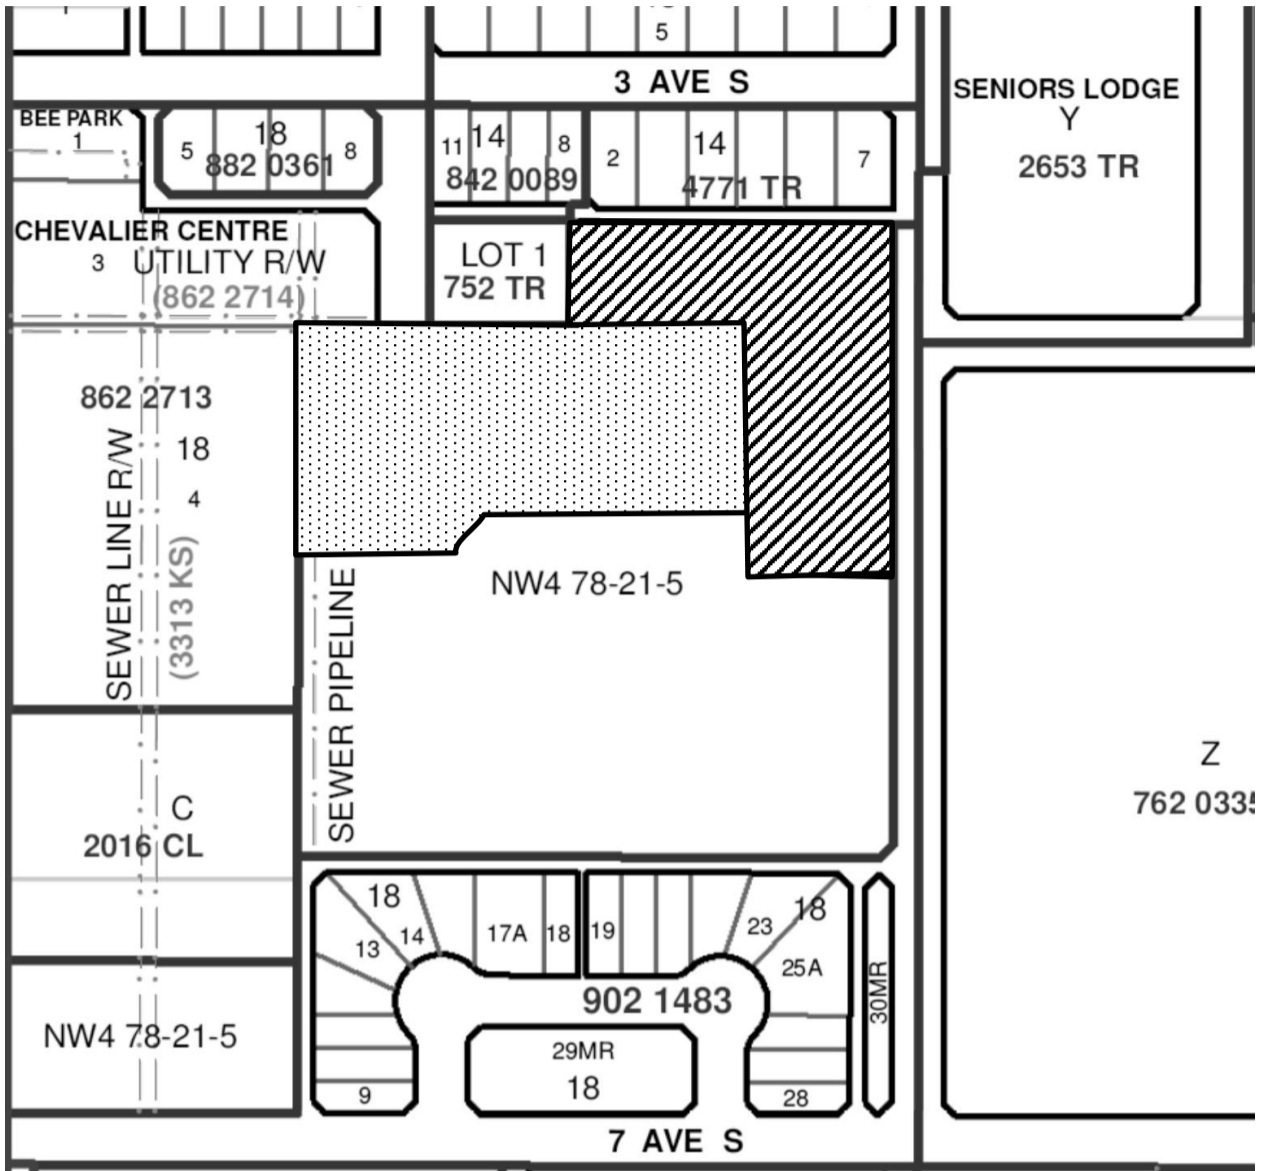 5
3 AVE S
BEE PARK
1
5
18
8
882 0361
11
14
8
842 0089
2
14
7
4771 TR
SENIORS LODGE
Y
2653 TR
CHEVALIER CENTRE
3
UTILITY R/W
(862 2714)
LOT 1
752 TR
862 2713
18
4
SEWER LINE R/W
(3313 KS)
NW4 78-21-5
SEWER PIPELINE
C
2016 CL
Z
762 0335
18
13
14
17A
18
19
23
18
25A
902 1483
30MR
NW4 78-21-5
29MR
18
9
28
7 AVE S